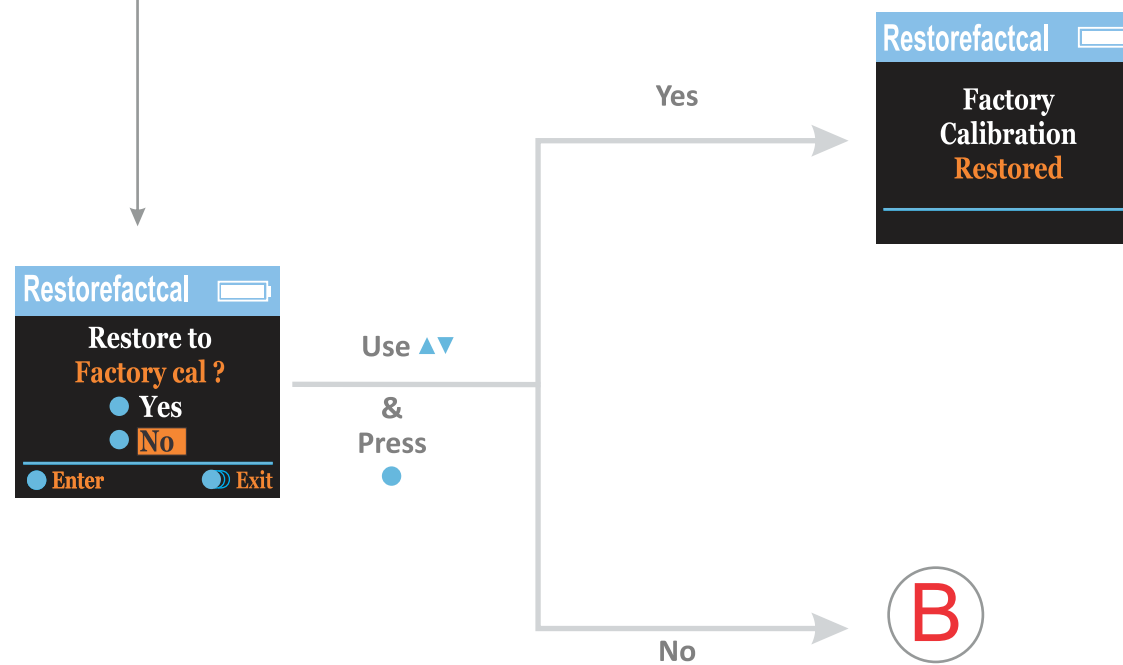 Restorefactcal
Factory
Calibration
Restored
Yes
Restorefactcal
Restore to
Factory cal ?
Yes
No
Enter
Exit
Use ▲▼
&
Press
No
B